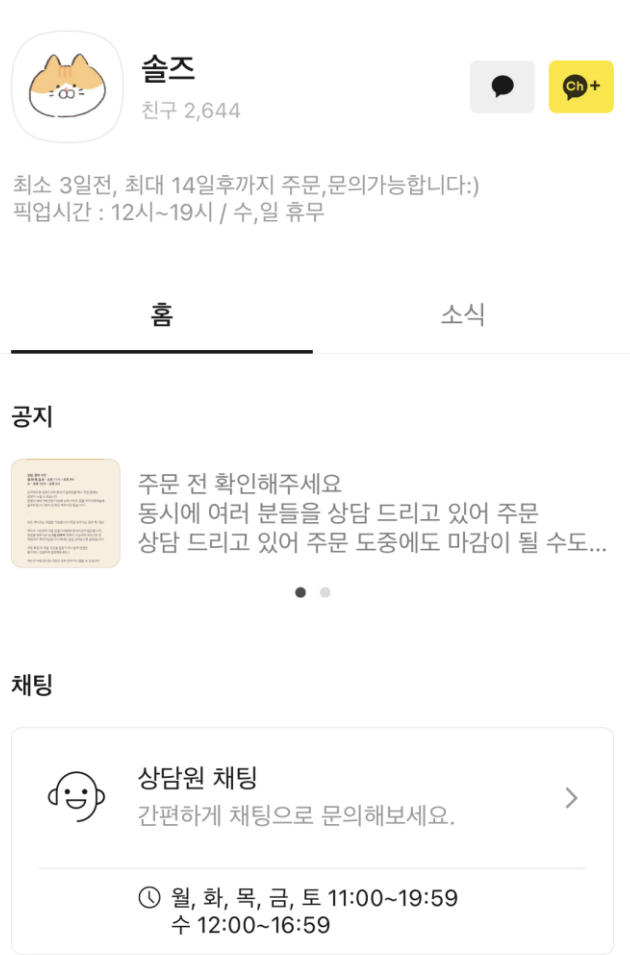 솔즈
친구 2,644
Ch+
최소 3일전, 최대 14일후까지 주문,문의가능합니다:)
픽업시간 : 12시~19시 / 수,일 휴무
홈
소식
공지
주문 전 확인해주세요
동시에 여러 분들을 상담 드리고 있어 주문
상담 드리고 있어 주문 도중에도 마감이 될 수도...
채팅
상담원 채팅
간편하게 채팅으로 문의해보세요.
월, 화, 목, 금, 토 11:00~19:59
수 12:00~16:59